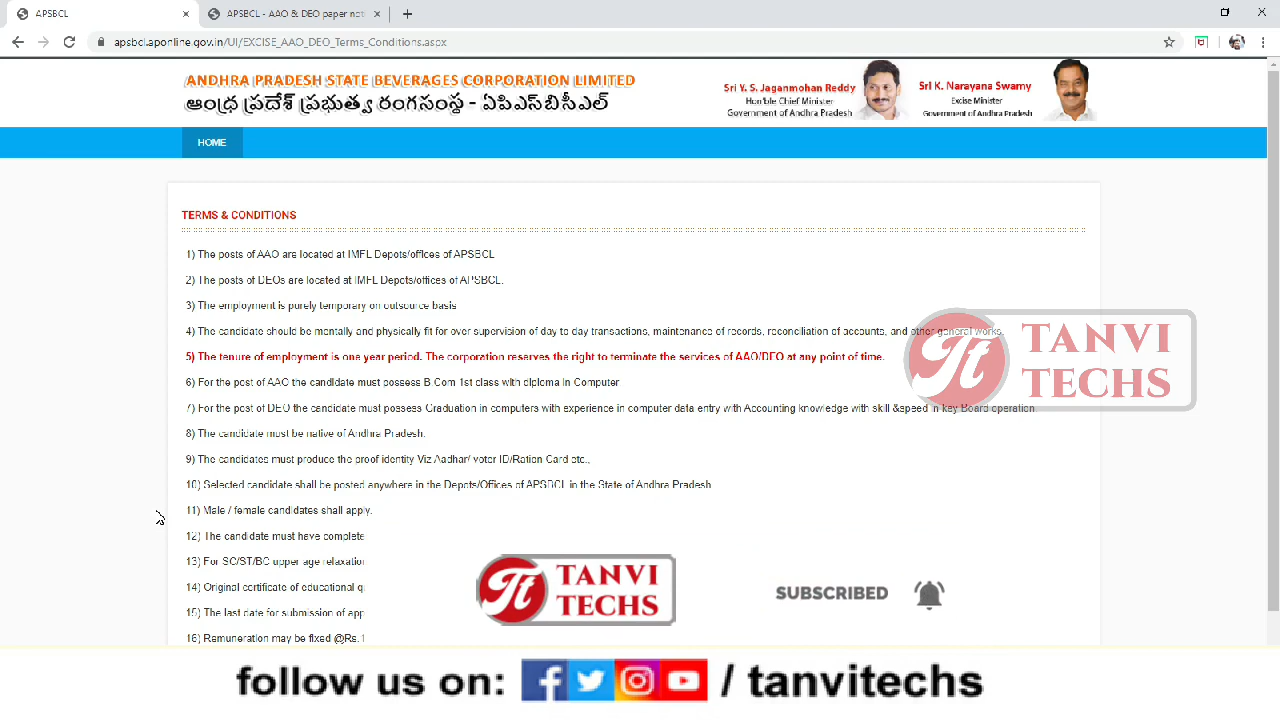 APSBCL
APSBCL - AAO & DEO paper noti
apsbcl.aponline.gov.in/UI/EXCISE_AAO_DEO_Terms_Conditions.aspx
ANDHRA PRADESH STATE BEVERAGES CORPORATION LIMITED
ఆంధ్ర ప్రదేశ్ ప్రభుత్వ రంగసంస్థ - ఏపిఎస్‌బిసిఎల్
Sri Y. S. Jaganmohan Reddy
Hon'ble Chief Minister
Government of Andhra Pradesh
Sri K. Narayana Swamy
Excise Minister
Government of Andhra Pradesh
HOME
TERMS & CONDITIONS
1) The posts of AAO are located at IMFL Depots/offices of APSBCL
2) The posts of DEOs are located at IMFL Depots/offices of APSBCL.
3) The employment is purely temporary on outsource basis
4) The candidate should be mentally and physically fit for over supervision of day to day transactions, maintenance of records, reconciliation of accounts, and other general works.
5) The tenure of employment is one year period. The corporation reserves the right to terminate the services of AAO/DEO at any point of time.
6) For the post of AAO the candidate must possess B.Com 1st class with diploma in Computer
7) For the post of DEO the candidate must possess Graduation in computers with experience in computer data entry with Accounting knowledge with skill &speed in key Board operation.
8) The candidate must be native of Andhra Pradesh.
9) The candidates must produce the proof identity Viz Aadhar/ voter ID/Ration Card etc.,
10) Selected candidate shall be posted anywhere in the Depots/Offices of APSBCL in the State of Andhra Pradesh
11) Male / female candidates shall apply.
12) The candidate must have complete
13) For SC/ST/BC upper age relaxation
14) Original certificate of educational q
15) The last date for submission of app
16) Remuneration may be fixed @Rs.1
TANVI
TECHS
TANVI
TECHS
SUBSCRIBED
follow us on: / tanvitechs